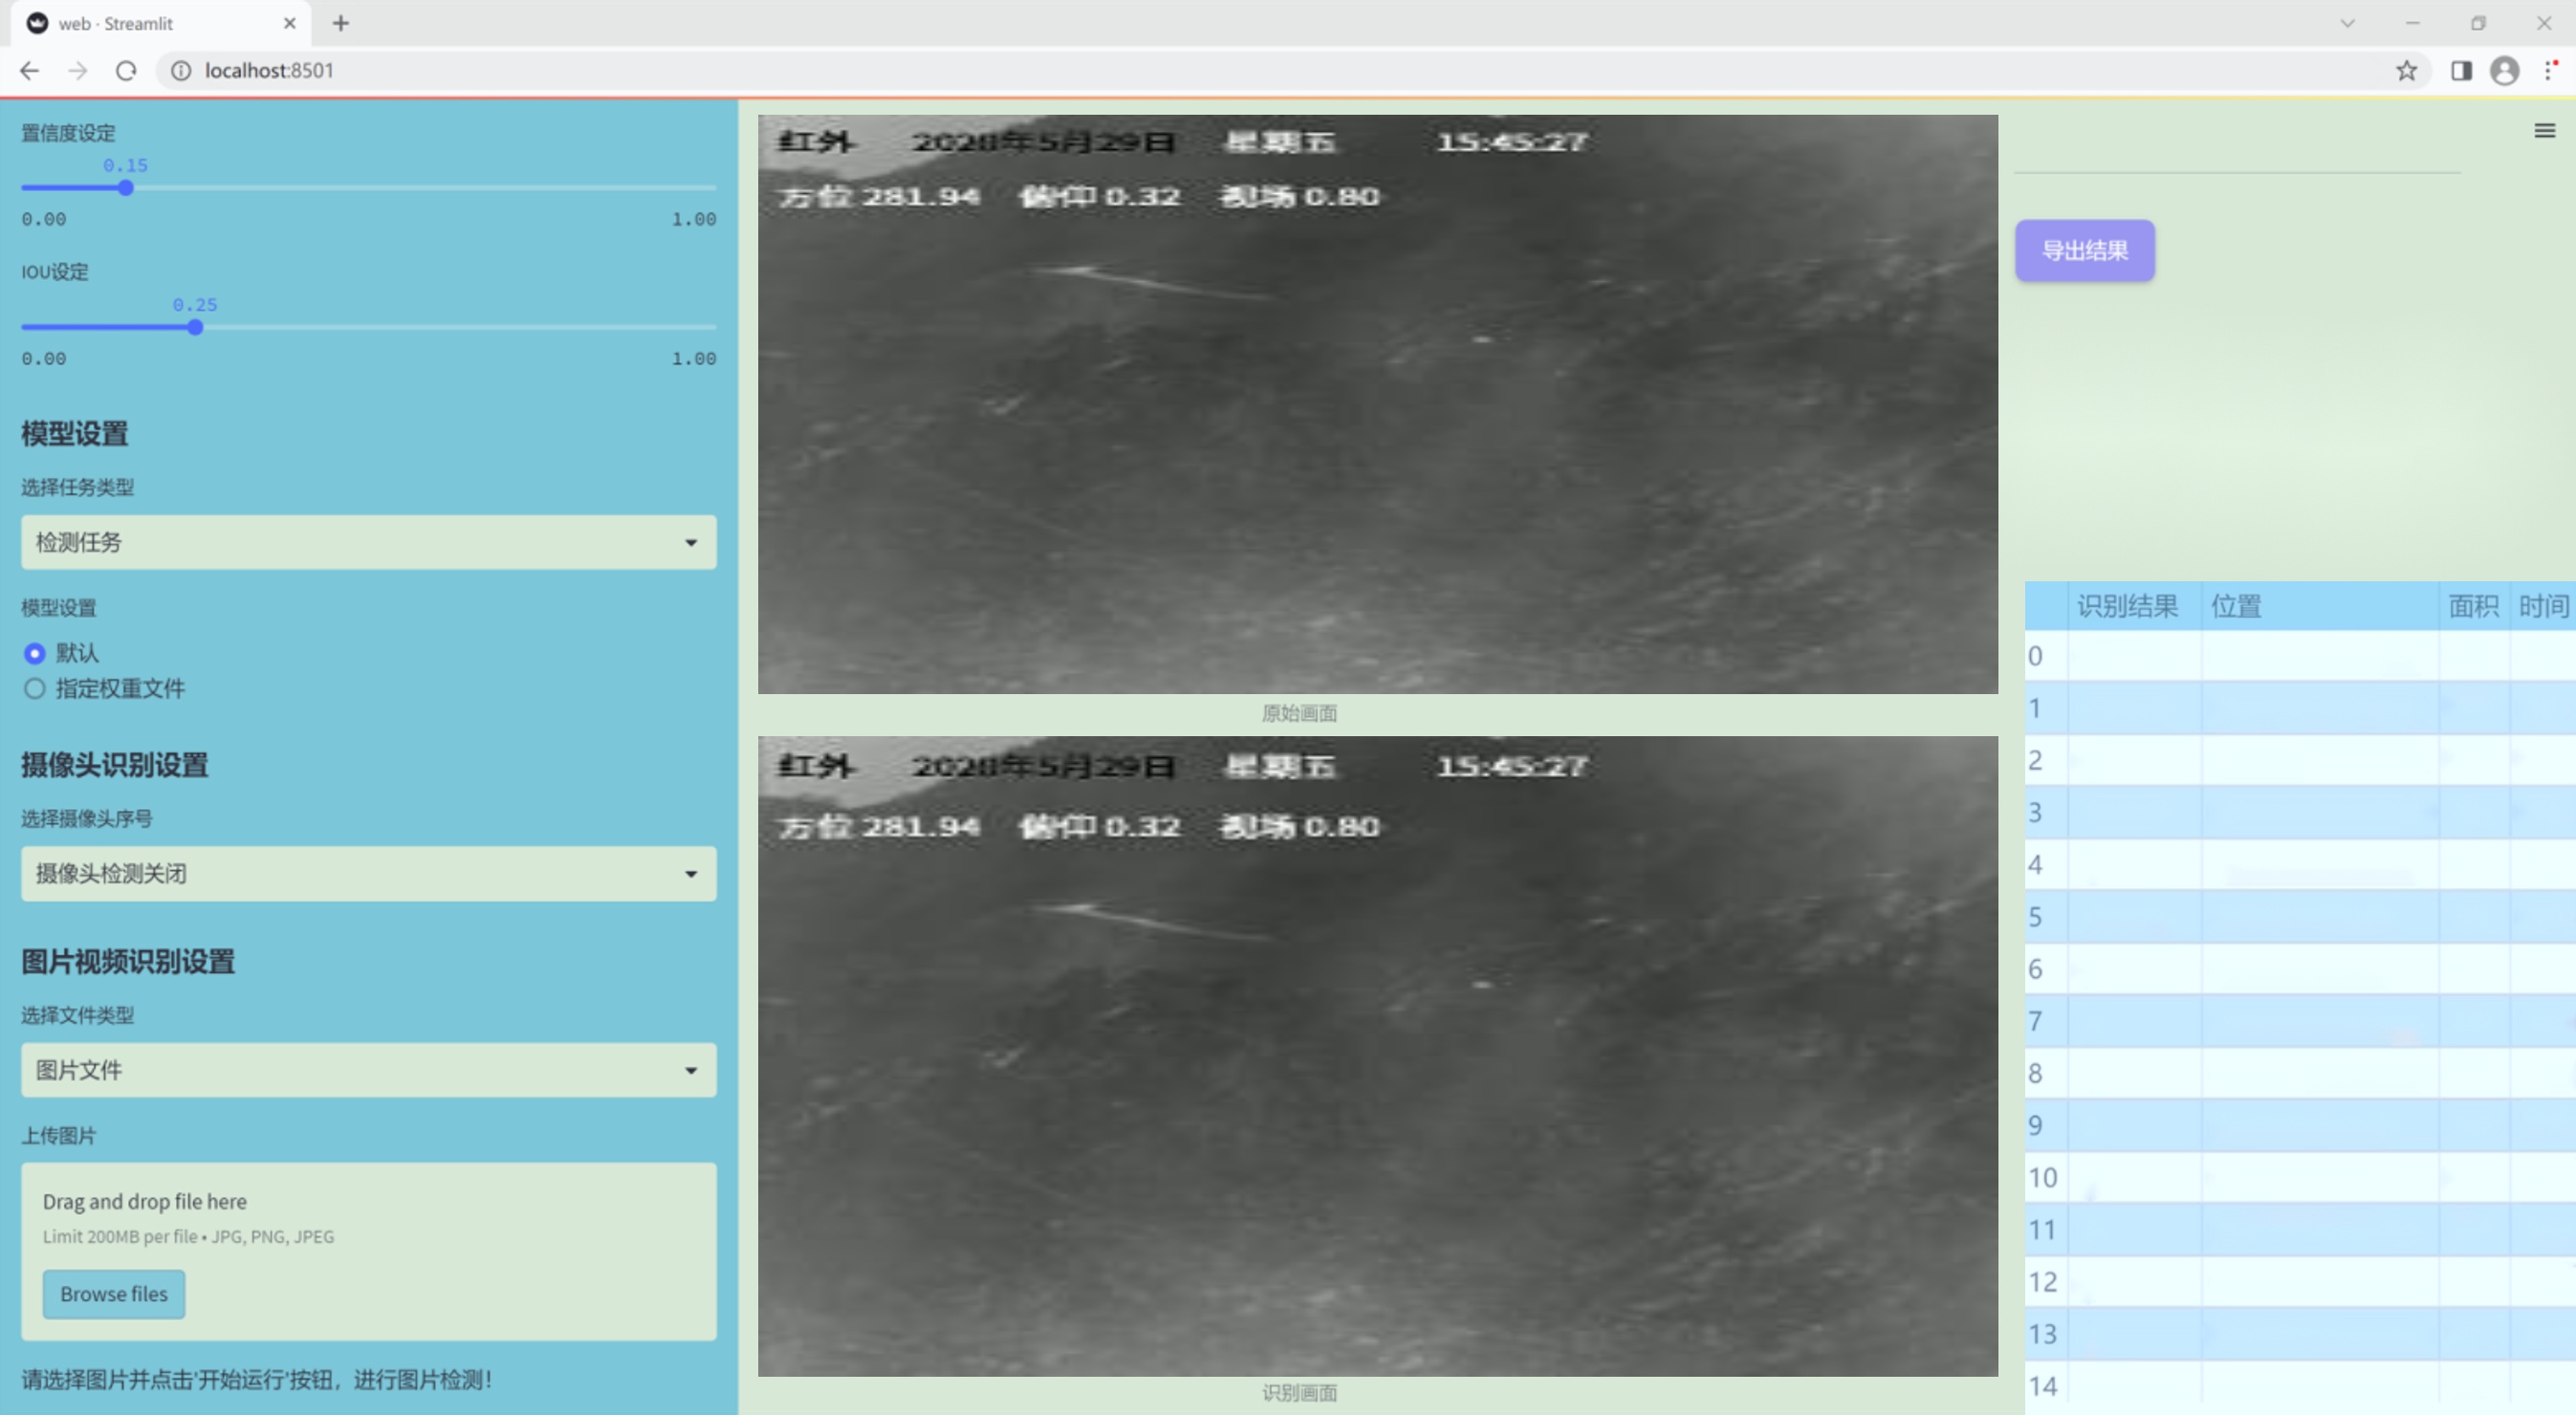 web · Streamlit
localhost:8501
置信度设定
0.15
0.00 1.00
IOU设定
0.25
0.00 1.00
模型设置
选择任务类型
检测任务
模型设置
默认
指定权重文件
摄像头识别设置
选择摄像头序号
摄像头检测关闭
图片视频识别设置
选择文件类型
图片文件
上传图片
Drag and drop file here
Limit 200MB per file • JPG, PNG, JPEG
Browse files
请选择图片并点击'开始运行'按钮，进行图片检测！
红外 年5月29日 星期五 15:45:27
方位 281.94 俯仰 0.32 视场 0.80
原始画面
红外 年5月29日 星期五 15:45:27
方位 281.94 俯仰 0.32 视场 0.80
识别画面
导出结果
识别结果 位置 面积 时间
0
1
2
3
4
5
6
7
8
9
10
11
12
13
14